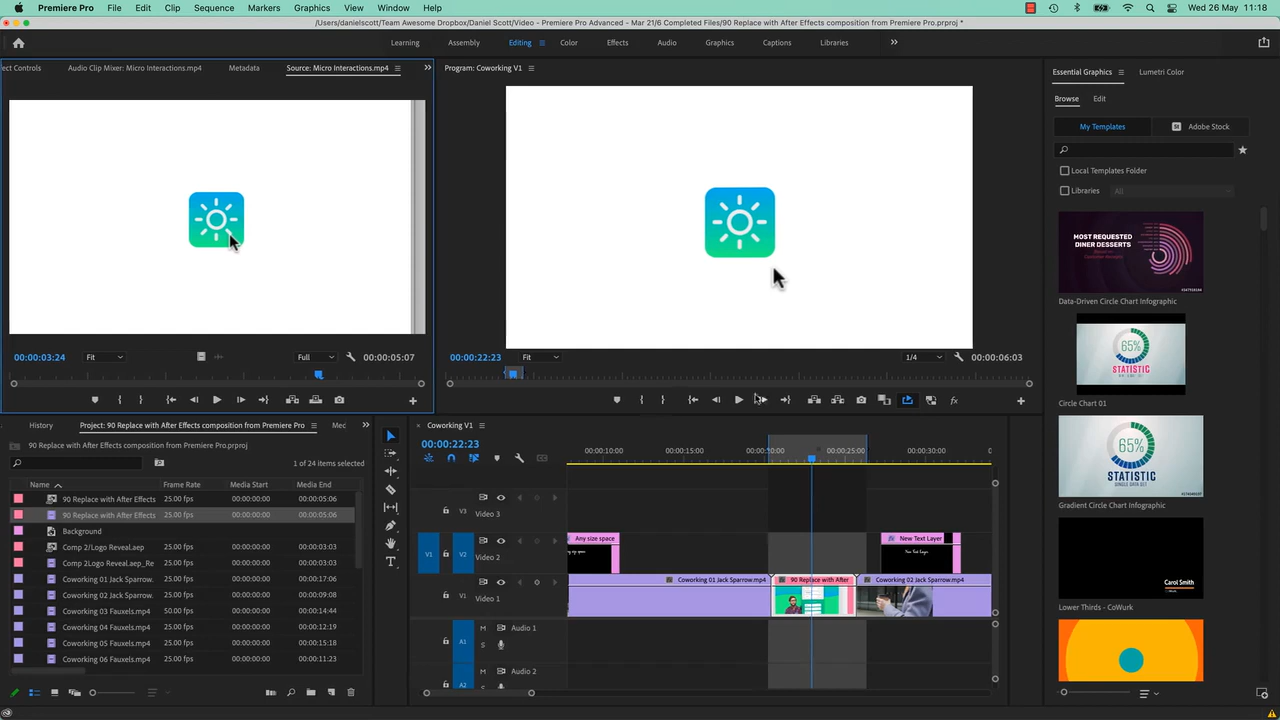 Premiere Pro File Edit Clip Sequence Markers Graphics View Window Help Wed 26 May 11:18
/Users/danielscott/Team Awesome Dropbox/Daniel Scott/Video - Premiere Pro Advanced - Mar 21/6 Completed Files/90 Replace with After Effects composition from Premiere Pro.prproj *
Learning Assembly Editing Color Effects Audio Graphics Captions Libraries
ect Controls Audio Clip Mixer: Micro Interactions.mp4 Metadata Source: Micro Interactions.mp4
Program: Coworking V1
Essential Graphics Lumetri Color
Browse Edit
My Templates Adobe Stock
Local Templates Folder
Libraries All
MOST REQUESTED
DINER DESSERTS
Data-Driven Circle Chart Infographic
65%
STATISTIC
Circle Chart 01
65%
STATISTIC
Gradient Circle Chart Infographic
Carol Smith
Lower Thirds - CoWurk
00:00:03:24 Fit Full 00:00:05:07
00:00:22:23 Fit 1/4 00:00:06:03
History Project: 90 Replace with After Effects composition from Premiere Pro Mec
90 Replace with After Effects composition from Premiere Pro.prproj
1 of 24 items selected
Name Frame Rate Media Start Media End
90 Replace with After Effects 25.00 fps 00:00:00:00 00:00:05:06
90 Replace with After Effects 25.00 fps 00:00:00:00 00:00:05:06
Background
Comp 2/Logo Reveal.aep 25.00 fps 00:00:00:00 00:00:03:03
Comp 2/Logo Reveal.aep_Re 25.00 fps 00:00:00:00 00:00:03:03
Coworking 01 Jack Sparrow. 25.00 fps 00:00:00:00 00:00:17:06
Coworking 02 Jack Sparrow. 25.00 fps 00:00:00:00 00:00:09:08
Coworking 03 Fauxels.mp4 50.00 fps 00:00:00:00 00:00:14:44
Coworking 04 Fauxels.mp4 25.00 fps 00:00:00:00 00:00:12:19
Coworking 05 Fauxels.mp4 25.00 fps 00:00:00:00 00:00:15:18
Coworking 06 Fauxels.mp4 25.00 fps 00:00:00:00 00:00:11:23
Coworking V1
00:00:22:23
00:00:10:00 00:00:15:00 00:00:20:00 00:00:25:00 00:00:30:00
V3
Video 3
V1 V2 Video 2 Any size space New Text Layer
New Text Layer
V1 Video 1 Coworking 01 Jack Sparrow.mp4 90 Replace with After Coworking 02 Jack Sparrow.mp4
A1 Audio 1
S
A2 Audio 2
S
fx